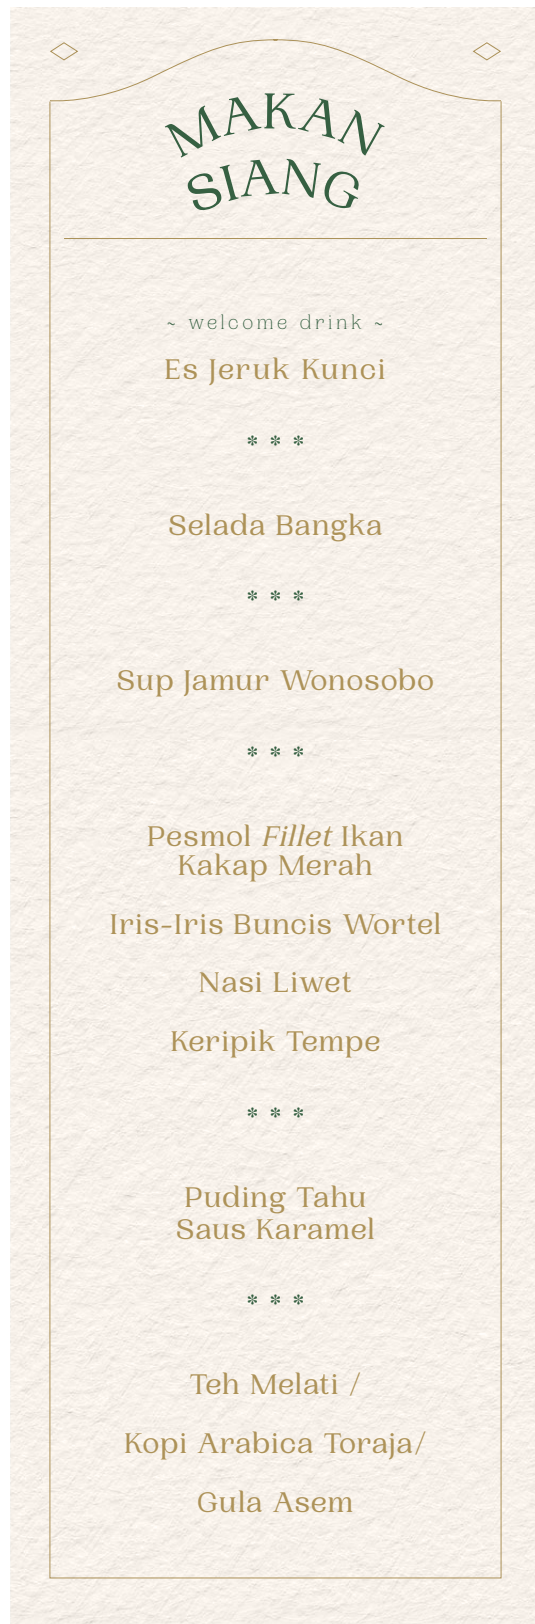 MAKAN
SIANG
~ welcome drink ~
Es Jeruk Kunci
* * *
Selada Bangka
* * *
Sup Jamur Wonosobo
* * *
Pesmol Fillet Ikan
Kakap Merah
Iris-Iris Buncis Wortel
Nasi Liwet
Keripik Tempe
* * *
Puding Tahu
Saus Karamel
* * *
Teh Melati /
Kopi Arabica Toraja/
Gula Asem